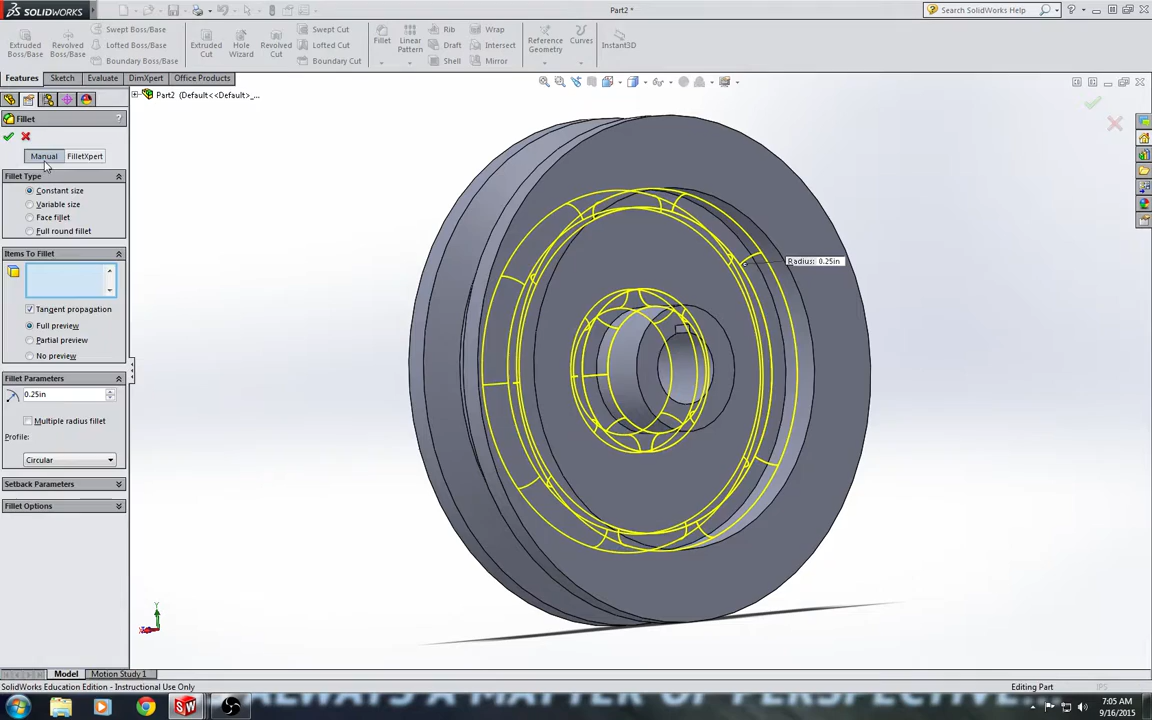 SOLIDWORKS
Part2 *
Search SolidWorks Help
Extruded Boss/Base
Revolved Boss/Base
Swept Boss/Base
Lofted Boss/Base
Boundary Boss/Base
Extruded Cut
Hole Wizard
Revolved Cut
Swept Cut
Lofted Cut
Boundary Cut
Fillet
Linear Pattern
Rib
Draft
Shell
Wrap
Intersect
Mirror
Reference Geometry
Curves
Instant3D
Features
Sketch
Evaluate
DimXpert
Office Products
Part2 (Default<<Default>_...
Fillet
?
Manual
FilletXpert
Fillet Type
Constant size
Variable size
Face fillet
Full round fillet
Items To Fillet
Tangent propagation
Full preview
Partial preview
No preview
Fillet Parameters
0.25in
Multiple radius fillet
Profile:
Circular
Setback Parameters
Fillet Options
Radius: 0.25in
Y
X
Model
Motion Study 1
SolidWorks Education Edition - Instructional Use Only
Editing Part
IPS
ALWAYS A MATTER OF PERSPECTIVE
7:05 AM
9/16/2015